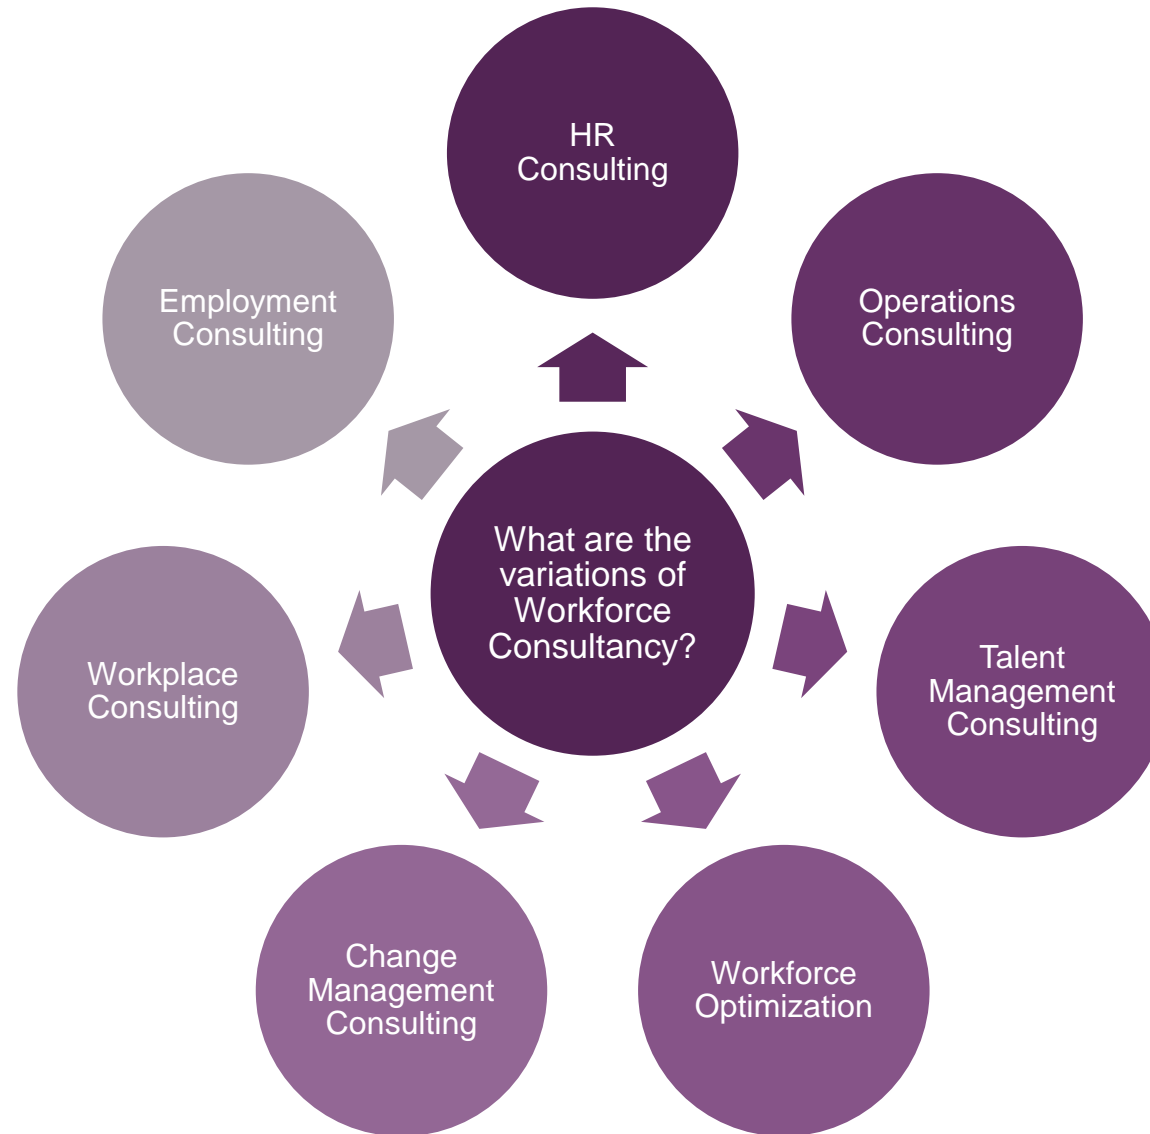 HR
Consulting
Operations
Consulting
Talent
Management
Consulting
Workforce
Optimization
Change
Management
Consulting
Workplace
Consulting
Employment
Consulting
What are the
variations of
Workforce
Consultancy?